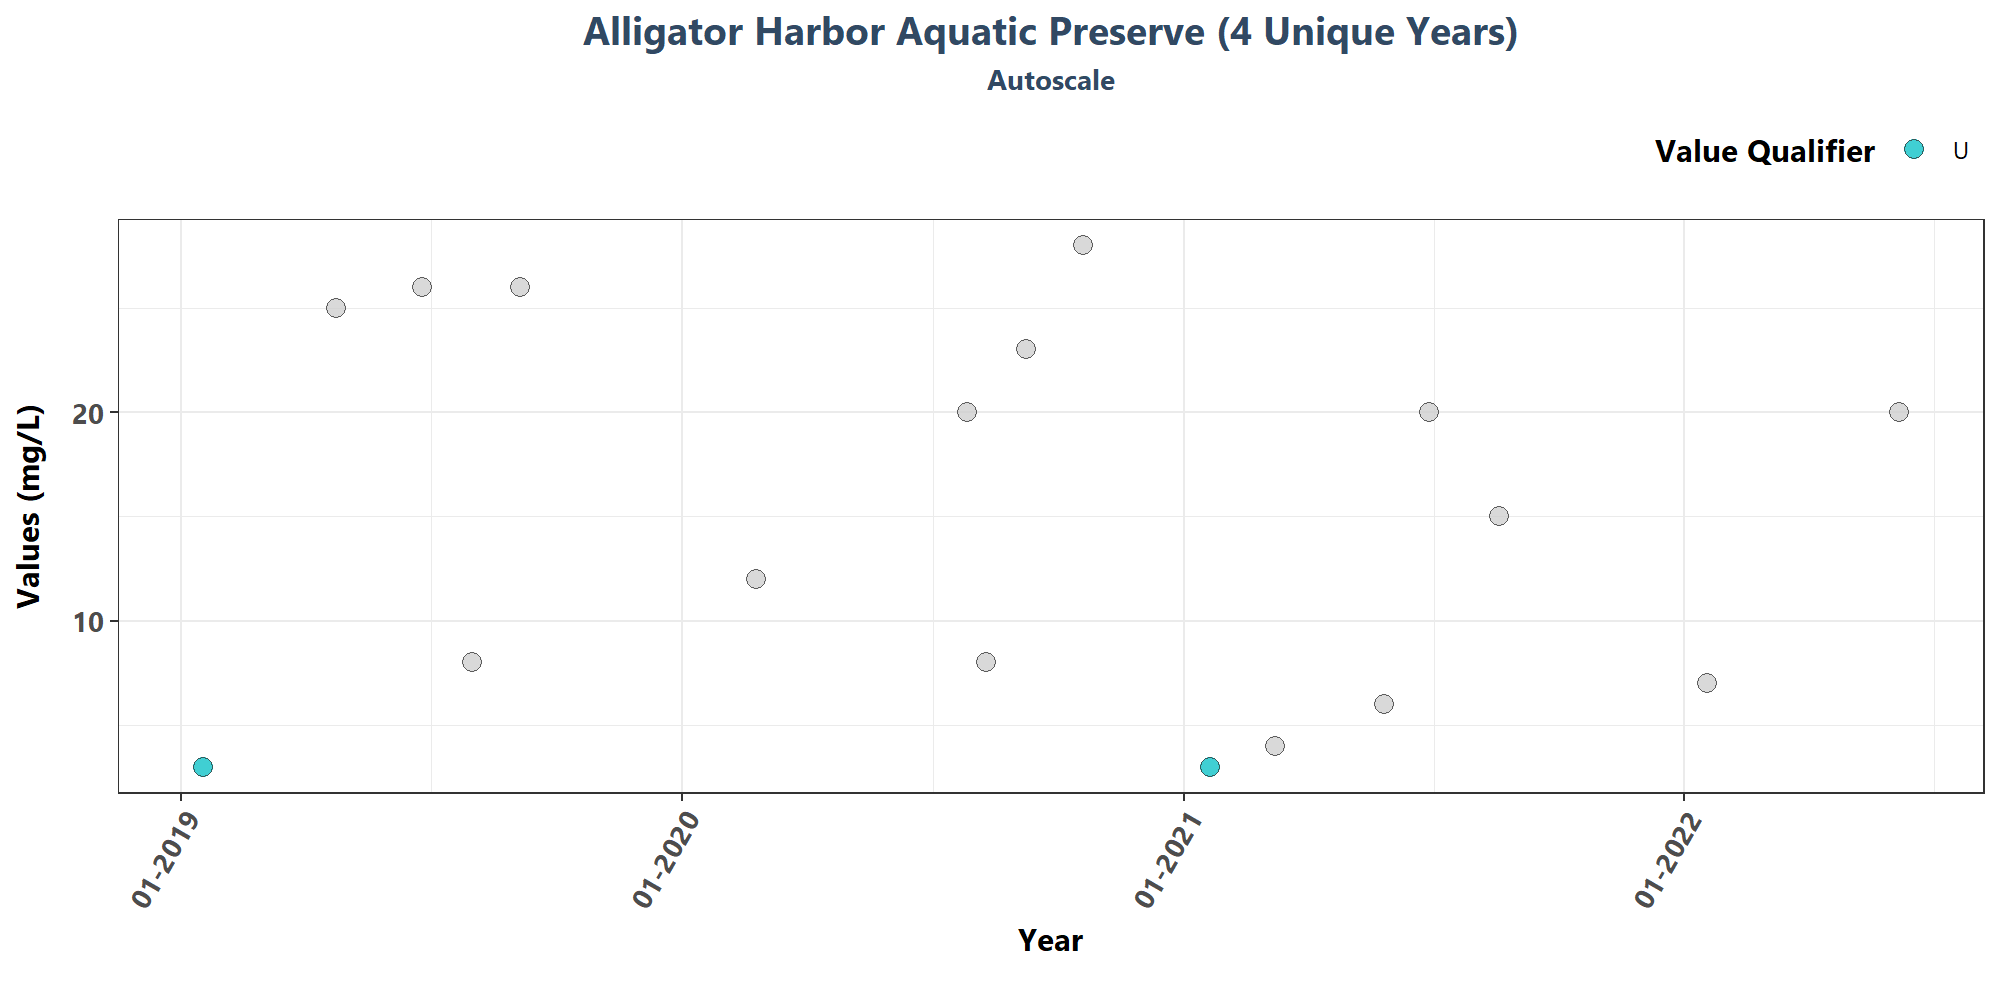 Alligator Harbor Aquatic Preserve (4 Unique Years)
Autoscale
Value Qualifier U
Values (mg/L)
20
10
01-2019 01-2020 01-2021 01-2022
Year